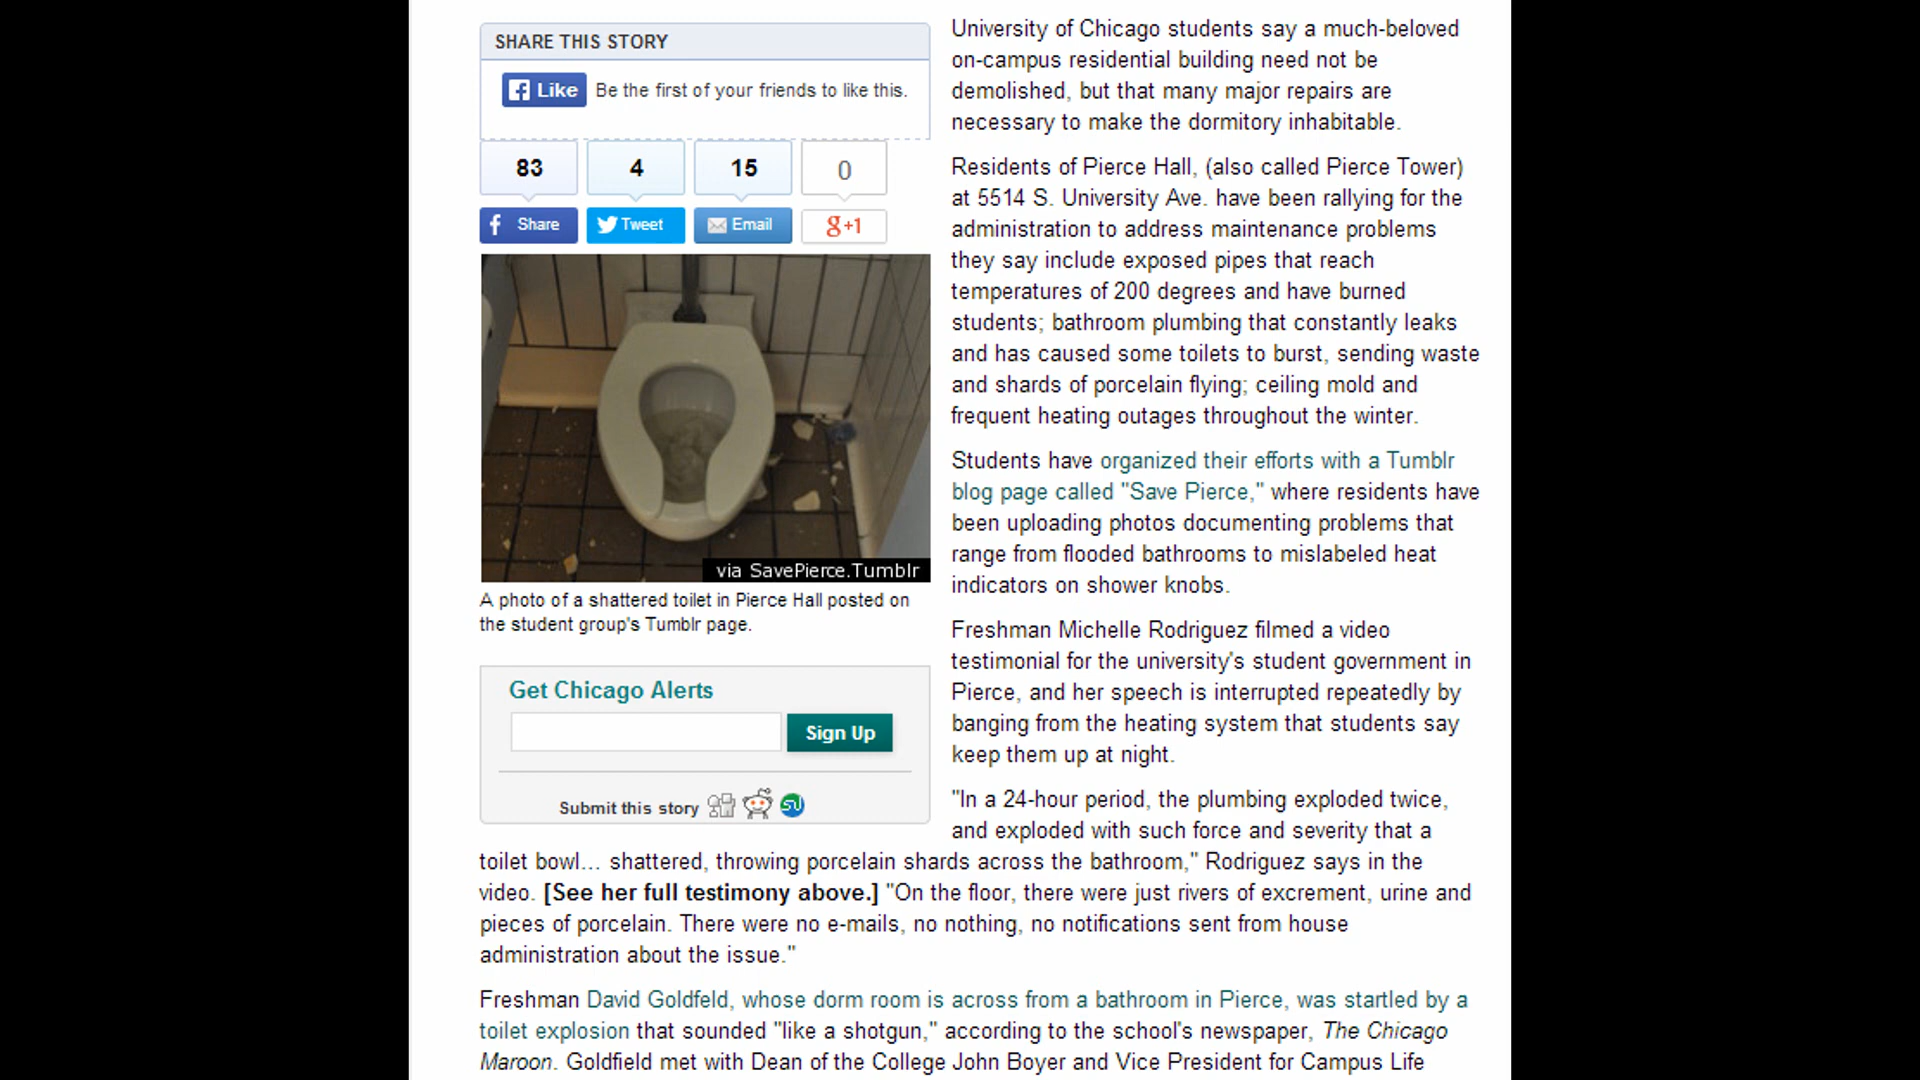 SHARE THIS STORY
Like Be the first of your friends to like this.
83 4 15 0
Share Tweet Email g+1
via SavePierce.Tumblr
A photo of a shattered toilet in Pierce Hall posted on
the student group's Tumblr page.
Get Chicago Alerts
Sign Up
Submit this story
University of Chicago students say a much-beloved
on-campus residential building need not be
demolished, but that many major repairs are
necessary to make the dormitory inhabitable.
Residents of Pierce Hall, (also called Pierce Tower)
at 5514 S. University Ave. have been rallying for the
administration to address maintenance problems
they say include exposed pipes that reach
temperatures of 200 degrees and have burned
students; bathroom plumbing that constantly leaks
and has caused some toilets to burst, sending waste
and shards of porcelain flying; ceiling mold and
frequent heating outages throughout the winter.
Students have organized their efforts with a Tumblr
blog page called "Save Pierce," where residents have
been uploading photos documenting problems that
range from flooded bathrooms to mislabeled heat
indicators on shower knobs.
Freshman Michelle Rodriguez filmed a video
testimonial for the university's student government in
Pierce, and her speech is interrupted repeatedly by
banging from the heating system that students say
keep them up at night.
"In a 24-hour period, the plumbing exploded twice,
and exploded with such force and severity that a
toilet bowl... shattered, throwing porcelain shards across the bathroom," Rodriguez says in the
video. [See her full testimony above.] "On the floor, there were just rivers of excrement, urine and
pieces of porcelain. There were no e-mails, no nothing, no notifications sent from house
administration about the issue."
Freshman David Goldfeld, whose dorm room is across from a bathroom in Pierce, was startled by a
toilet explosion that sounded "like a shotgun," according to the school's newspaper, The Chicago
Maroon. Goldfield met with Dean of the College John Boyer and Vice President for Campus Life